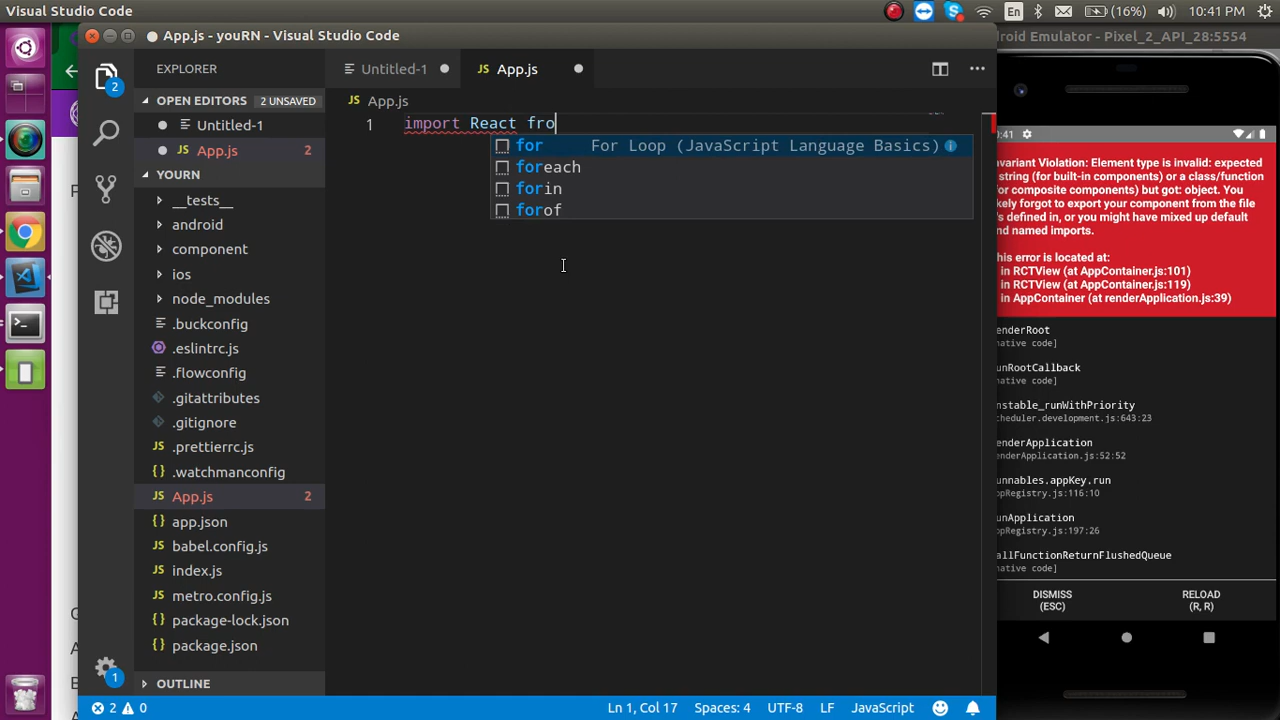 Visual Studio Code
En
(16%)
10:41 PM
App.js - youRN - Visual Studio Code
roid Emulator - Pixel_2_API_28:5554
EXPLORER
OPEN EDITORS
2 UNSAVED
Untitled-1
App.js
2
YOURN
__tests__
android
component
ios
node_modules
.buckconfig
.eslintrc.js
.flowconfig
.gitattributes
.gitignore
.prettierrc.js
.watchmanconfig
App.js
2
app.json
babel.config.js
index.js
metro.config.js
package-lock.json
package.json
OUTLINE
2
1
Untitled-1
JS App.js
JS App.js
1
import React fro
for
For Loop (JavaScript Language Basics)
foreach
forin
forof
2
0
Ln 1, Col 17
Spaces: 4
UTF-8
LF
JavaScript
:41
nvariant Violation: Element type is invalid: expected
string (for built-in components) or a class/function
for composite components) but got: object. You
kely forgot to export your component from the file
's defined in, or you might have mixed up default
nd named imports.
his error is located at:
in RCTView (at AppContainer.js:101)
in RCTView (at AppContainer.js:119)
in AppContainer (at renderApplication.js:39)
enderRoot
native code]
unRootCallback
native code]
nstable_runWithPriority
cheduler.development.js:643:23
enderApplication
enderApplication.js:52:52
unnables.appKey.run
ppRegistry.js:116:10
unApplication
ppRegistry.js:197:26
allFunctionReturnFlushedQueue
native code]
DISMISS
(ESC)
RELOAD
(R, R)